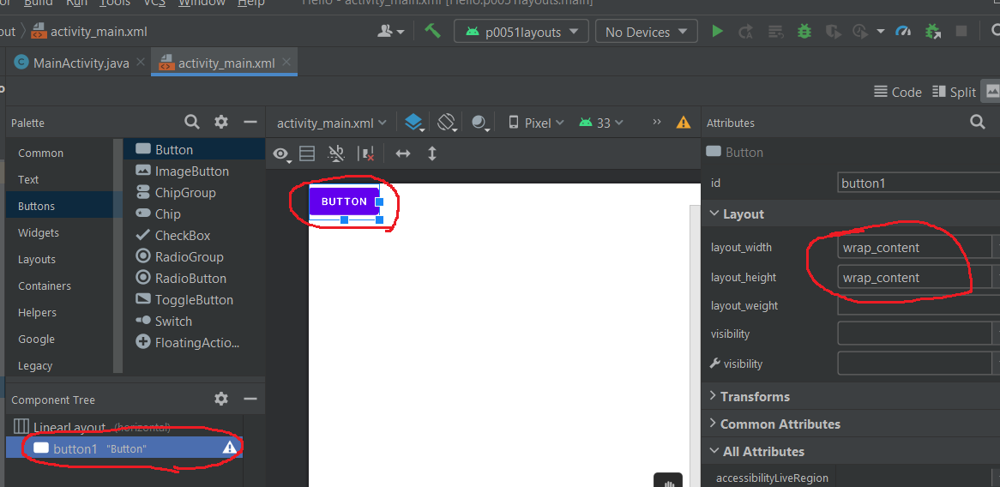 or Build Run Tools VCS Window Help Hello - activity_main.xml [Hello.p0051layouts.main]
out activity_main.xml p0051layouts No Devices
MainActivity.java activity_main.xml
Code Split
Palette
Common
Text
Buttons
Widgets
Layouts
Containers
Helpers
Google
Legacy
Button
ImageButton
ChipGroup
Chip
CheckBox
RadioGroup
RadioButton
ToggleButton
Switch
FloatingActio...
Component Tree
LinearLayout (horizontal)
button1 "Button"
activity_main.xml Pixel 33 »
BUTTON
Attributes
Button
id button1
Layout
layout_width wrap_content
layout_height wrap_content
layout_weight
visibility
visibility
Transforms
Common Attributes
All Attributes
accessibilityLiveRegion